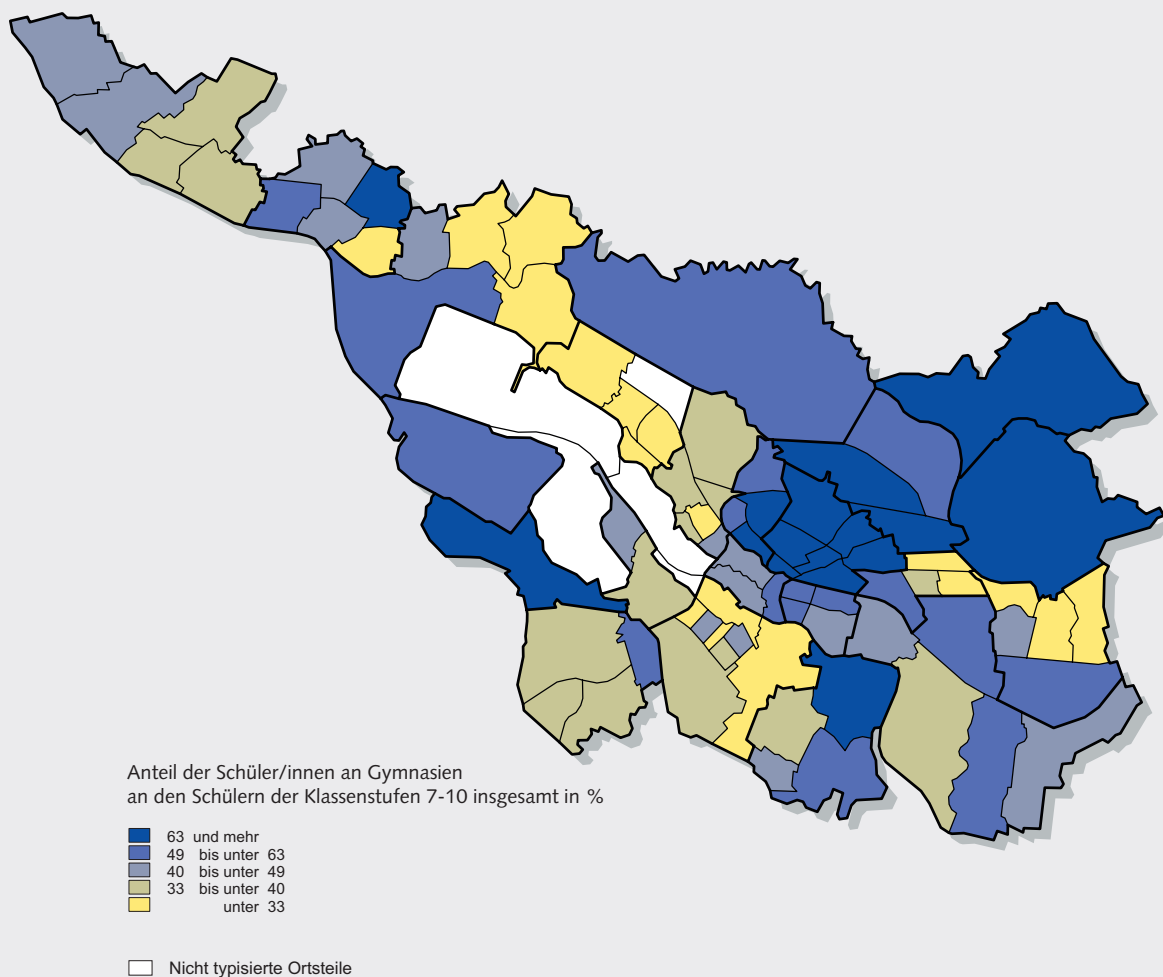 Anteil der Schüler/innen an Gymnasien
an den Schülern der Klassenstufen 7-10 insgesamt in %
63 und mehr
49 bis unter 63
40 bis unter 49
33 bis unter 40
unter 33
Nicht typisierte Ortsteile